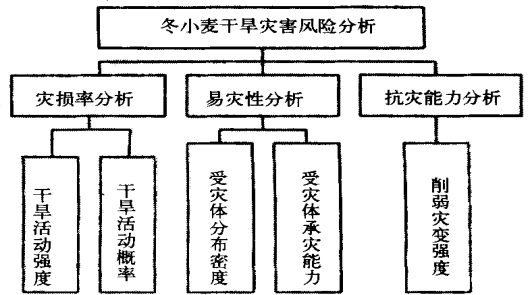 冬小麦干旱灾害风险分析
灾损率分析
易灾性分析
抗灾能力分析
干旱活动强度
干旱活动概率
受灾体分布密度
受灾体承灾能力
削弱灾变强度